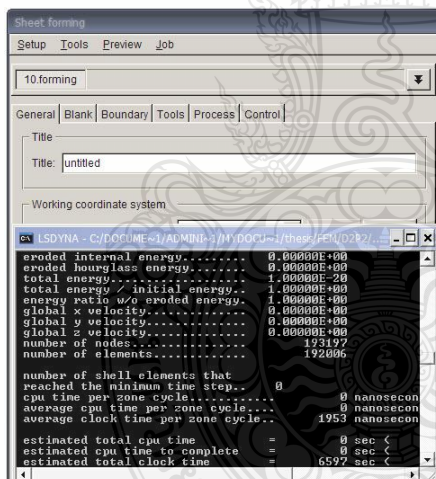 Sheet forming
Setup Tools Preview Job
10.forming
General Blank Boundary Tools Process Control
Title
Title: untitled
Working coordinate system
LSDYNA - C:/DOCUME~1/ADMINI~1/MYDOCU~1/thesis/FEM/D2P2/...
eroded internal energy......... 0.00000E+00
eroded hourglass energy........ 0.00000E+00
total energy................... 1.00000E-20
total energy / initial energy.. 1.00000E+00
energy ratio w/o eroded energy. 1.00000E+00
global x velocity.............. 0.00000E+00
global y velocity.............. 0.00000E+00
global z velocity.............. 0.00000E+00
number of nodes................ 193197
number of elements............. 192006
number of shell elements that
reached the minimum time step.. 0
cpu time per zone cycle............ 0 nanosecon
average cpu time per zone cycle.... 0 nanosecon
average clock time per zone cycle.. 1953 nanosecon
estimated total cpu time = 0 sec (
estimated cpu time to complete = 0 sec (
estimated total clock time = 6597 sec (